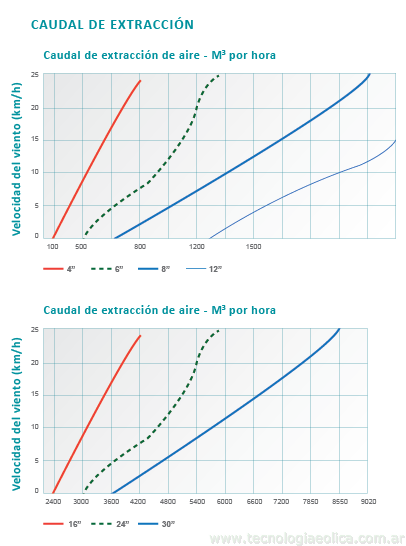 CAUDAL DE EXTRACCIÓN
Caudal de extracción de aire - M³ por hora
Velocidad del viento (km/h)
25
20
15
10
5
0
100 500 800 1200 1500
4” 6” 8” 12”
Caudal de extracción de aire - M³ por hora
Velocidad del viento (km/h)
25
20
15
10
5
0
2400 3000 3600 4200 4800 5400 6000 6600 7200 7850 8550 9020
16” 24” 30”
www.tecnologiaeolica.com.ar